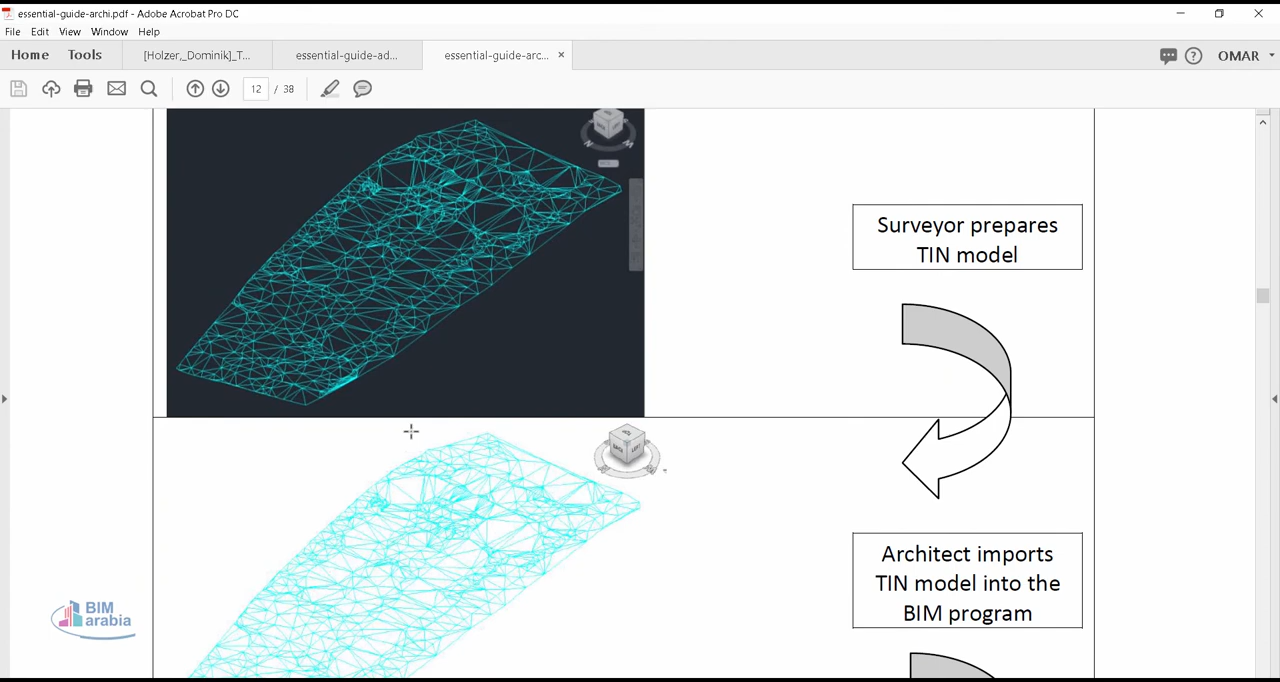 essential-guide-archi.pdf - Adobe Acrobat Pro DC
File Edit View Window Help
Home Tools [Holzer,_Dominik]_T... essential-guide-ad... essential-guide-arc... × OMAR
12 / 38
Surveyor prepares
TIN model
Architect imports
TIN model into the
BIM program
BIM
arabia